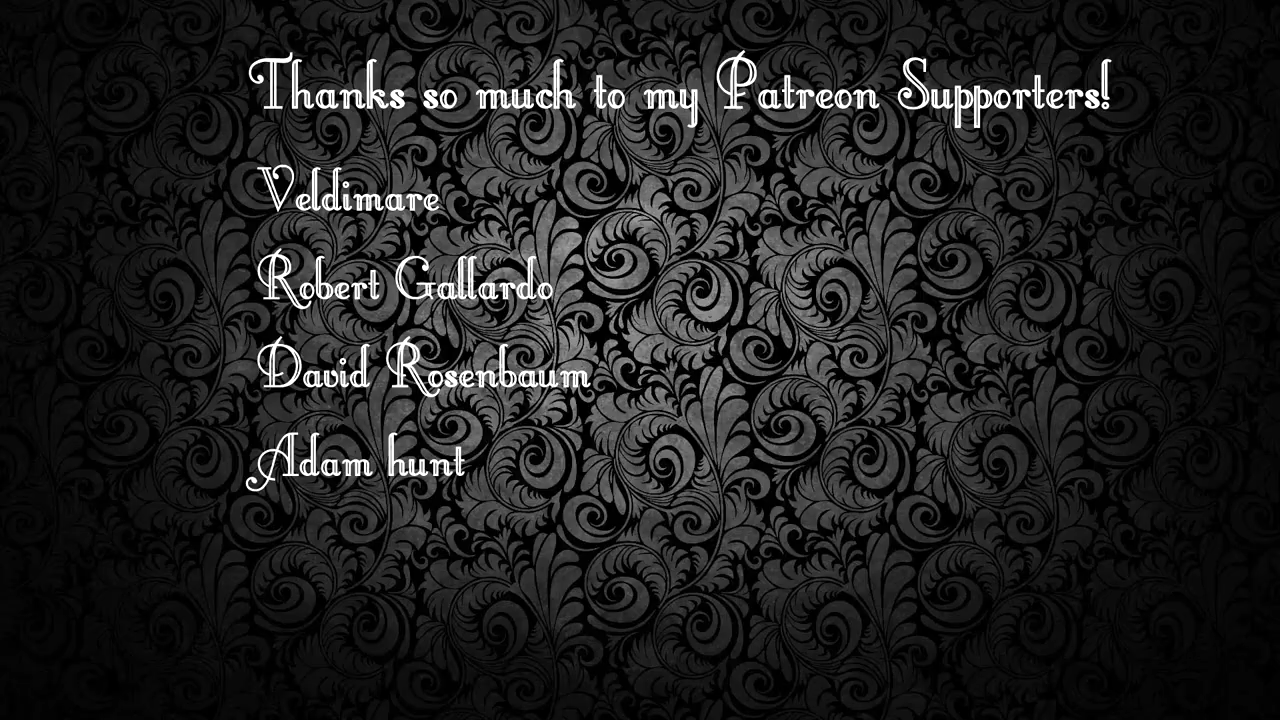 Thanks so much to my Patreon Supporters!
Veldimare
Robert Gallardo
David Rosenbaum
Adam hunt